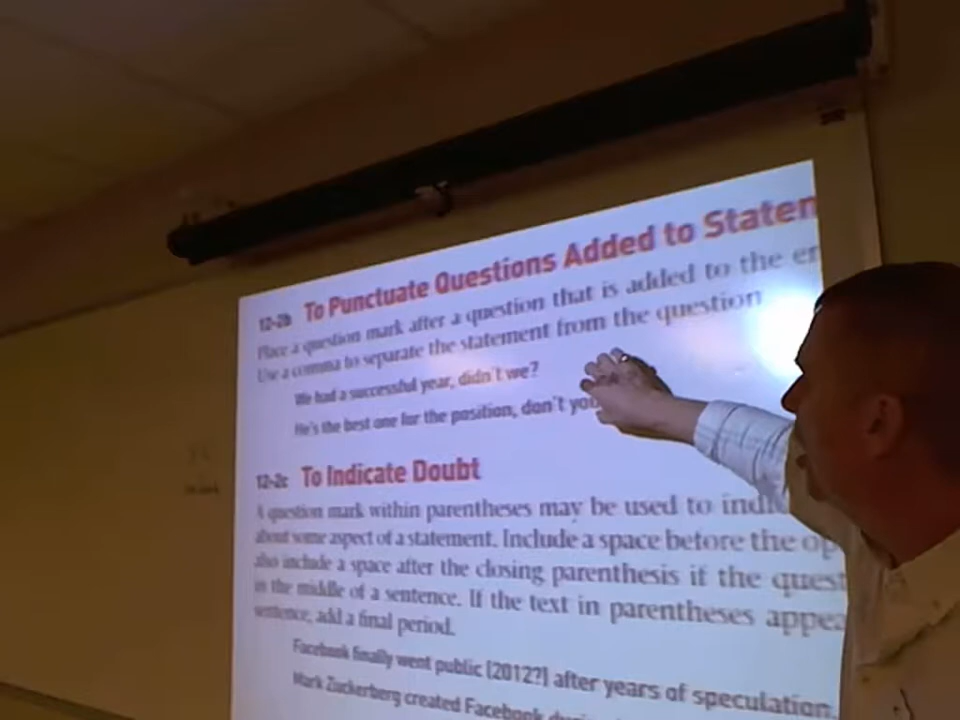 12-2b To Punctuate Questions Added to Statem
Place a question mark after a question that is added to the en
Use a comma to separate the statement from the question
We had a successful year, didn't we?
He's the best one for the position, don't you
12-2c To Indicate Doubt
A question mark within parentheses may be used to indi
about some aspect of a statement. Include a space before the op
also include a space after the closing parenthesis if the quest
in the middle of a sentence. If the text in parentheses appea
sentence, add a final period.
Facebook finally went public (2012?) after years of speculation.
Mark Zuckerberg created Facebook